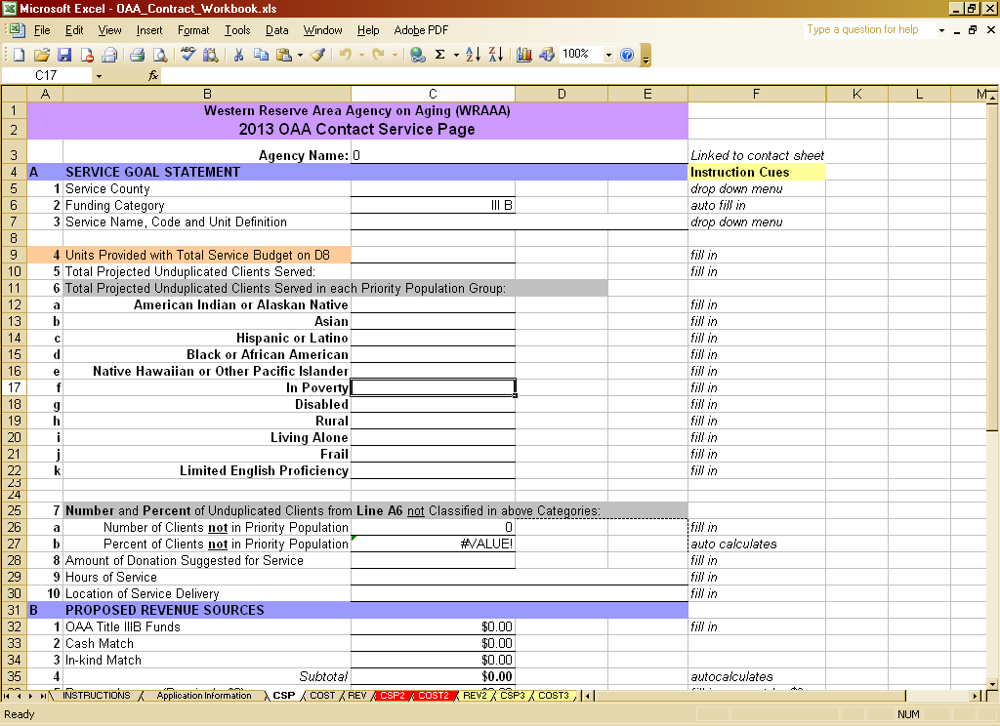 Microsoft Excel - OAA_Contract_Workbook.xls
File Edit View Insert Format Tools Data Window Help Adobe PDF Type a question for help
100%
C17 fx
A B C D E F K L M
1 Western Reserve Area Agency on Aging (WRAAA)
2 2013 OAA Contact Service Page
3 Agency Name: 0 Linked to contact sheet
4 A SERVICE GOAL STATEMENT Instruction Cues
5 1 Service County drop down menu
6 2 Funding Category III B auto fill in
7 3 Service Name, Code and Unit Definition drop down menu
8
9 4 Units Provided with Total Service Budget on D8 fill in
10 5 Total Projected Unduplicated Clients Served: fill in
11 6 Total Projected Unduplicated Clients Served in each Priority Population Group:
12 a American Indian or Alaskan Native fill in
13 b Asian fill in
14 c Hispanic or Latino fill in
15 d Black or African American fill in
16 e Native Hawaiian or Other Pacific Islander fill in
17 f In Poverty fill in
18 g Disabled fill in
19 h Rural fill in
20 i Living Alone fill in
21 j Frail fill in
22 k Limited English Proficiency fill in
23
24
25 7 Number and Percent of Unduplicated Clients from Line A6 not Classified in above Categories:
26 a Number of Clients not in Priority Population 0 fill in
27 b Percent of Clients not in Priority Population #VALUE! auto calculates
28 8 Amount of Donation Suggested for Service fill in
29 9 Hours of Service fill in
30 10 Location of Service Delivery fill in
31 B PROPOSED REVENUE SOURCES
32 1 OAA Title IIIB Funds $0.00 fill in
33 2 Cash Match $0.00
34 3 In-kind Match $0.00
35 4 Subtotal $0.00 autocalculates
INSTRUCTIONS Application Information CSP COST REV CSP2 COST2 REV2 CSP3 COST3
Ready NUM